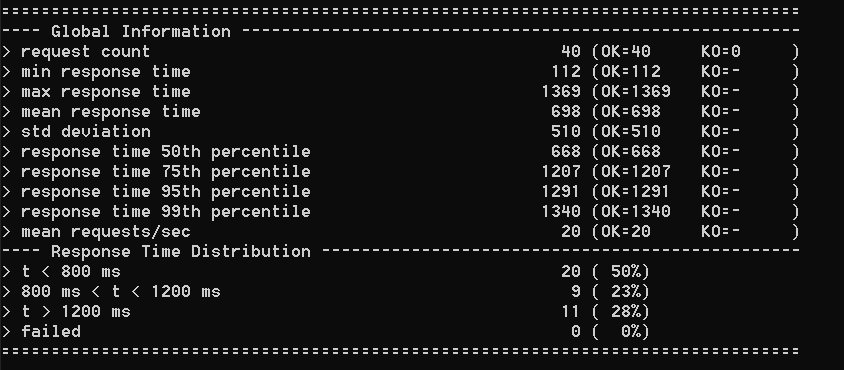 ================================================================================
---- Global Information --------------------------------------------------------
> request count                                         40 (OK=40     KO=0     )
> min response time                                    112 (OK=112    KO=-     )
> max response time                                   1369 (OK=1369   KO=-     )
> mean response time                                   698 (OK=698    KO=-     )
> std deviation                                        510 (OK=510    KO=-     )
> response time 50th percentile                        668 (OK=668    KO=-     )
> response time 75th percentile                       1207 (OK=1207   KO=-     )
> response time 95th percentile                       1291 (OK=1291   KO=-     )
> response time 99th percentile                       1340 (OK=1340   KO=-     )
> mean requests/sec                                     20 (OK=20     KO=-     )
---- Response Time Distribution ------------------------------------------------
> t < 800 ms                                            20 ( 50%)
> 800 ms < t < 1200 ms                                   9 ( 23%)
> t > 1200 ms                                           11 ( 28%)
> failed                                                 0 (  0%)
================================================================================